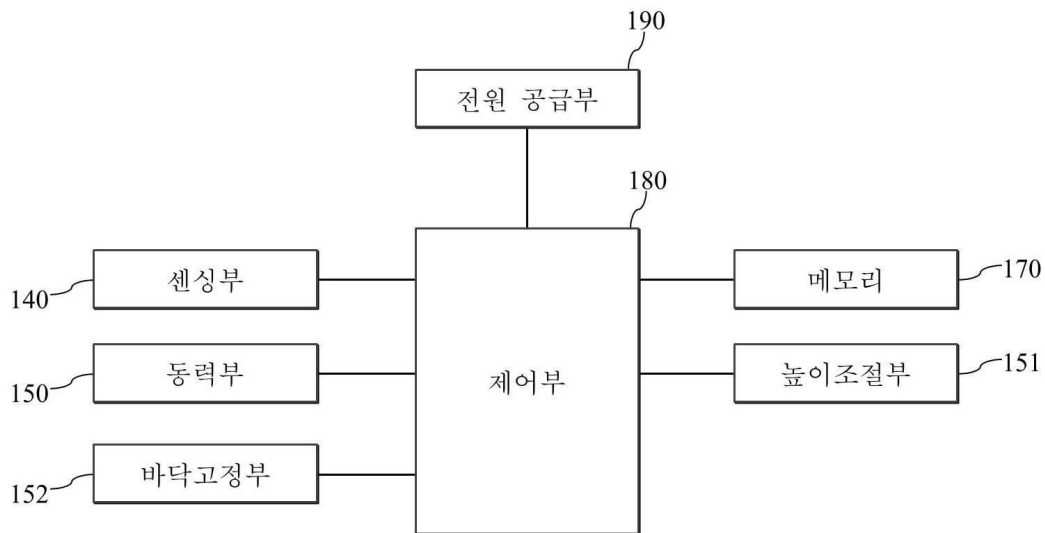 190
전원 공급부
180
센싱부
140
메모리
170
동력부
150
제어부
높이조절부
151
바닥고정부
152